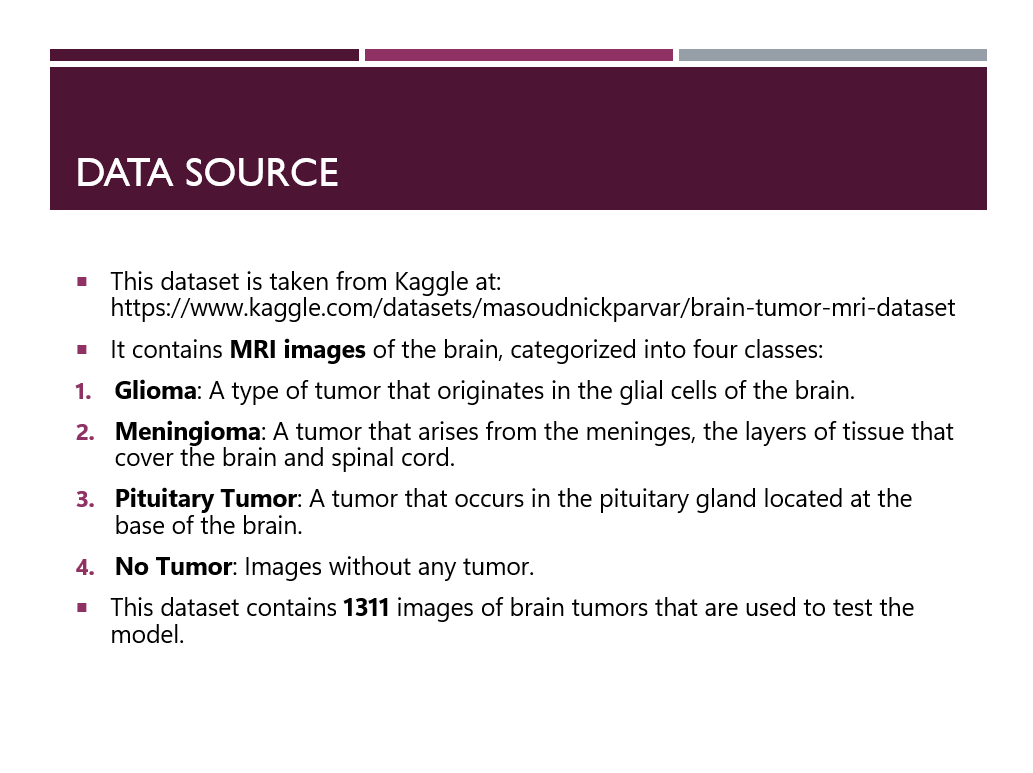 DATA SOURCE
▪ This dataset is taken from Kaggle at:
https://www.kaggle.com/datasets/masoudnickparvar/brain-tumor-mri-dataset
▪ It contains MRI images of the brain, categorized into four classes:
1. Glioma: A type of tumor that originates in the glial cells of the brain.
2. Meningioma: A tumor that arises from the meninges, the layers of tissue that
cover the brain and spinal cord.
3. Pituitary Tumor: A tumor that occurs in the pituitary gland located at the
base of the brain.
4. No Tumor: Images without any tumor.
▪ This dataset contains 1311 images of brain tumors that are used to test the
model.